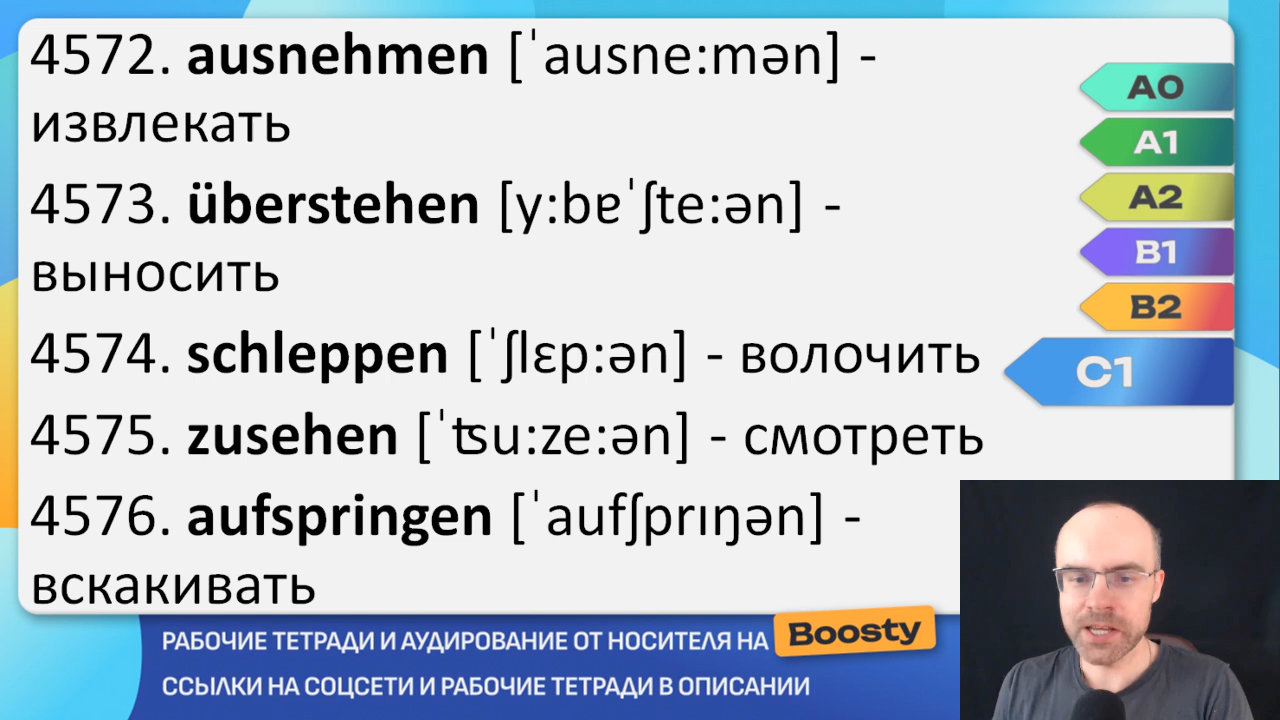 4572. ausnehmen [ˈausne:mən] -
извлекать
4573. überstehen [y:bɐˈʃte:ən] -
выносить
4574. schleppen [ˈʃlɛp:ən] - волочить
4575. zusehen [ˈʦu:ze:ən] - смотреть
4576. aufspringen [ˈaufʃprɪŋən] -
вскакивать
A0
A1
A2
B1
B2
C1
РАБОЧИЕ ТЕТРАДИ И АУДИРОВАНИЕ ОТ НОСИТЕЛЯ НА Boosty
ССЫЛКИ НА СОЦСЕТИ И РАБОЧИЕ ТЕТРАДИ В ОПИСАНИИ